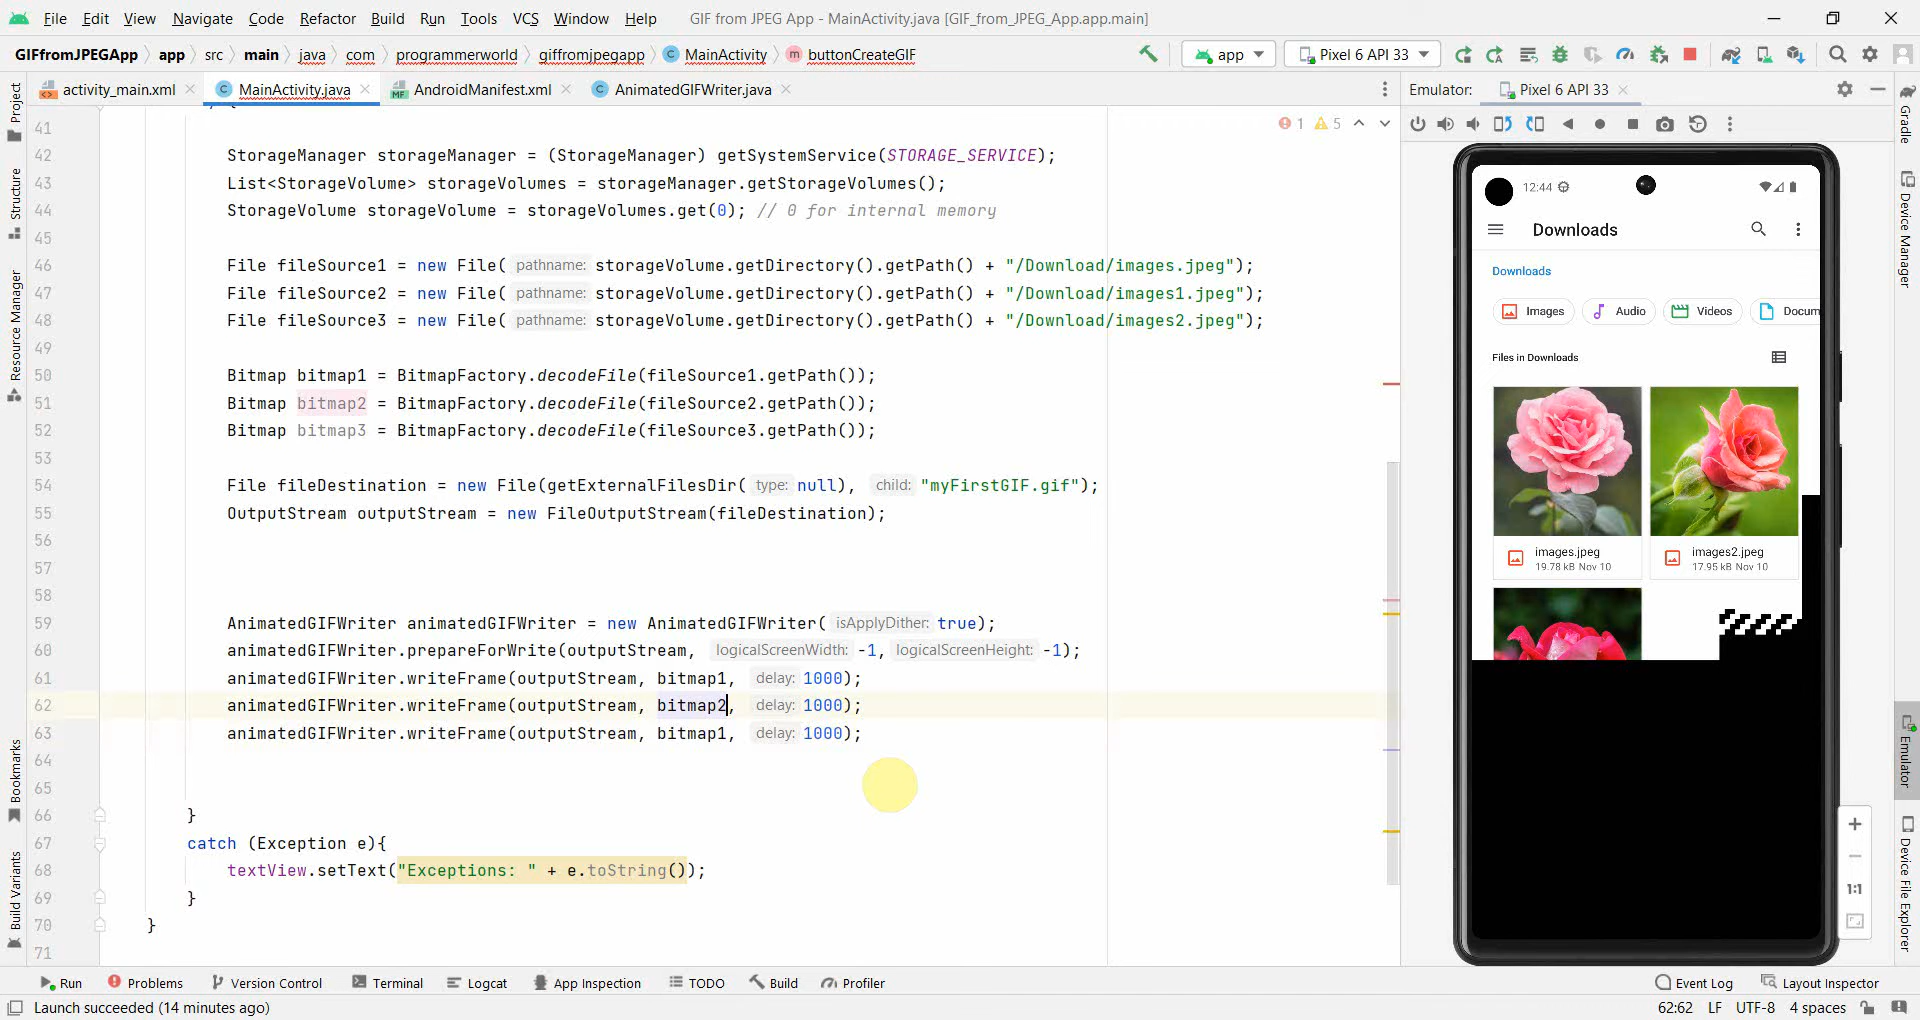 File Edit View Navigate Code Refactor Build Run Tools VCS Window Help GIF from JPEG App - MainActivity.java [GIF_from_JPEG_App.app.main]
GIFfromJPEGApp app src main java com programmerworld giffromjpegapp C MainActivity m buttonCreateGIF app Pixel 6 API 33
activity_main.xml C MainActivity.java MF AndroidManifest.xml C AnimatedGIFWriter.java Emulator: Pixel 6 API 33
1 5
41
42 StorageManager storageManager = (StorageManager) getSystemService(STORAGE_SERVICE);
43 List<StorageVolume> storageVolumes = storageManager.getStorageVolumes();
44 StorageVolume storageVolume = storageVolumes.get(0); // 0 for internal memory
45
46 File fileSource1 = new File( pathname: storageVolume.getDirectory().getPath() + "/Download/images.jpeg");
47 File fileSource2 = new File( pathname: storageVolume.getDirectory().getPath() + "/Download/images1.jpeg");
48 File fileSource3 = new File( pathname: storageVolume.getDirectory().getPath() + "/Download/images2.jpeg");
49
50 Bitmap bitmap1 = BitmapFactory.decodeFile(fileSource1.getPath());
51 Bitmap bitmap2 = BitmapFactory.decodeFile(fileSource2.getPath());
52 Bitmap bitmap3 = BitmapFactory.decodeFile(fileSource3.getPath());
53
54 File fileDestination = new File(getExternalFilesDir( type: null), child: "myFirstGIF.gif");
55 OutputStream outputStream = new FileOutputStream(fileDestination);
56
57
58
59 AnimatedGIFWriter animatedGIFWriter = new AnimatedGIFWriter( isApplyDither: true);
60 animatedGIFWriter.prepareForWrite(outputStream, logicalScreenWidth: -1, logicalScreenHeight: -1);
61 animatedGIFWriter.writeFrame(outputStream, bitmap1, delay: 1000);
62 animatedGIFWriter.writeFrame(outputStream, bitmap2, delay: 1000);
63 animatedGIFWriter.writeFrame(outputStream, bitmap1, delay: 1000);
64
65
66 }
67 catch (Exception e){
68 textView.setText("Exceptions: " + e.toString());
69 }
70 }
71
12:44
Downloads
Downloads
Images Audio Videos Docum
Files in Downloads
images.jpeg
19.78 kB Nov 10
images2.jpeg
17.95 kB Nov 10
1:1
Project
Structure
Resource Manager
Bookmarks
Build Variants
Gradle
Device Manager
Emulator
Device File Explorer
Run Problems Version Control Terminal Logcat App Inspection TODO Build Profiler Event Log Layout Inspector
Launch succeeded (14 minutes ago) 62:62 LF UTF-8 4 spaces